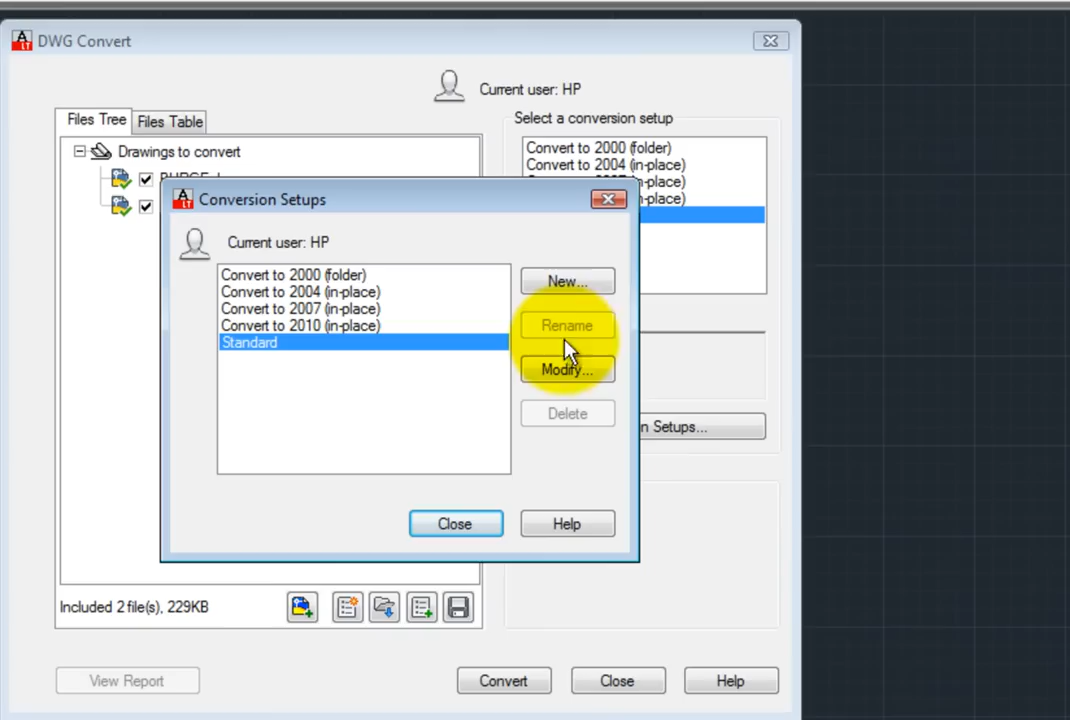 DWG Convert
Current user: HP
Files Tree
Files Table
Select a conversion setup
Drawings to convert
Convert to 2000 (folder)
Convert to 2004 (in-place)
n-place)
n-place)
Conversion Setups
Current user: HP
Convert to 2000 (folder)
Convert to 2004 (in-place)
Convert to 2007 (in-place)
Convert to 2010 (in-place)
Standard
New...
Rename
Modify...
Delete
n Setups...
Close
Help
Included 2 file(s), 229KB
View Report
Convert
Close
Help